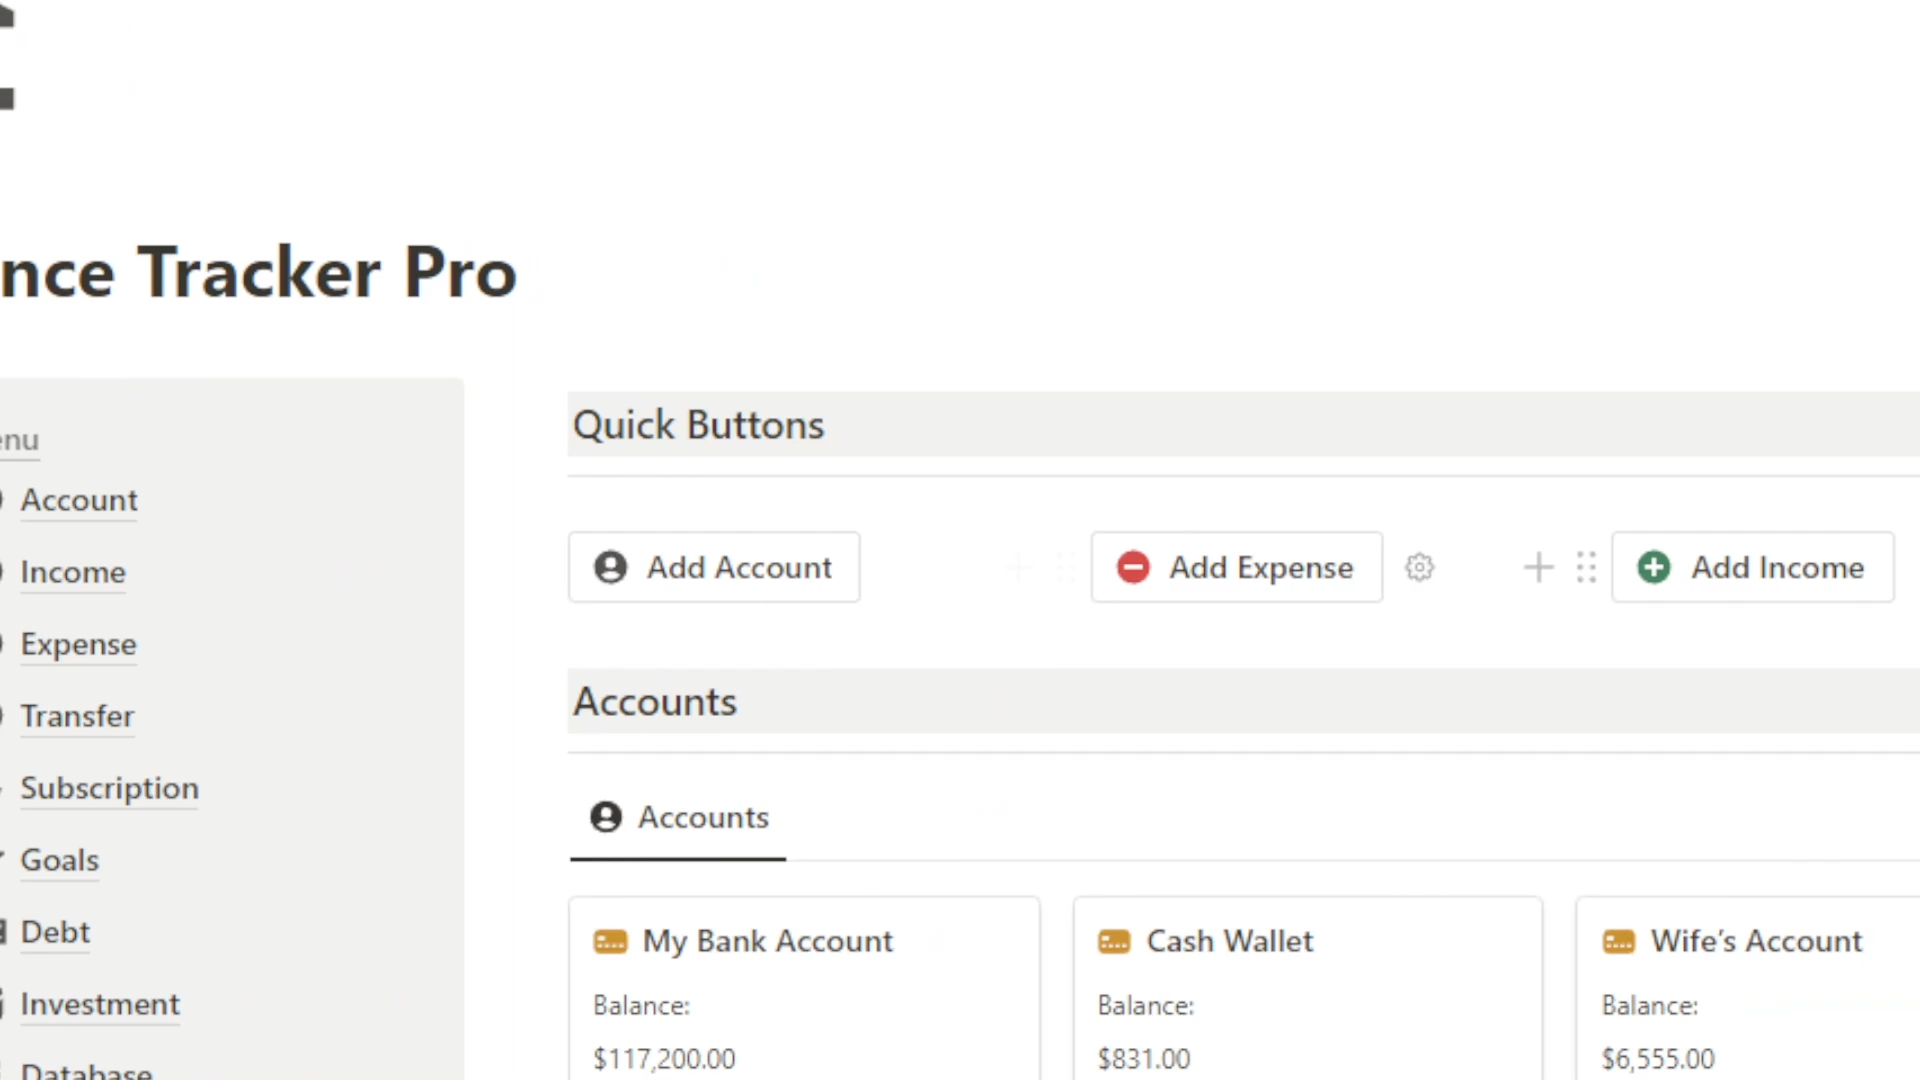 nce Tracker Pro
enu
Account
Income
Expense
Transfer
Subscription
Goals
Debt
Investment
Database
Quick Buttons
Add Account
Add Expense
Add Income
Accounts
Accounts
My Bank Account
Balance:
$117,200.00
Cash Wallet
Balance:
$831.00
Wife’s Account
Balance:
$6,555.00